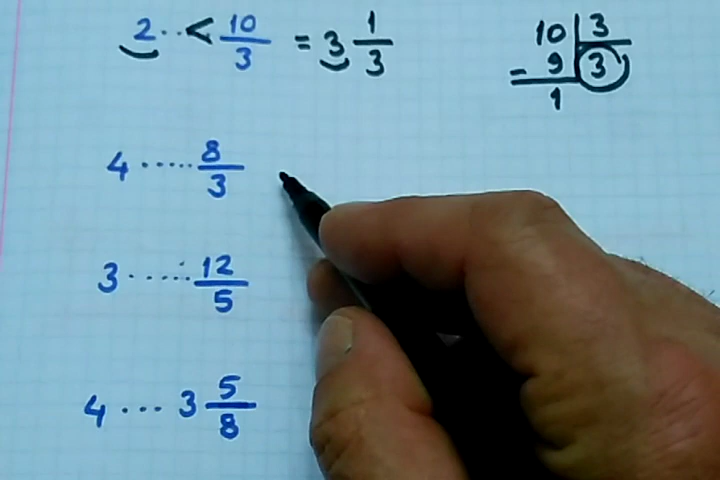 2 .. < 10/3 = 3 1/3
10 | 3
- 9 | 3
1
4 ..... 8/3
3 ...... 12/5
4 ... 3 5/8